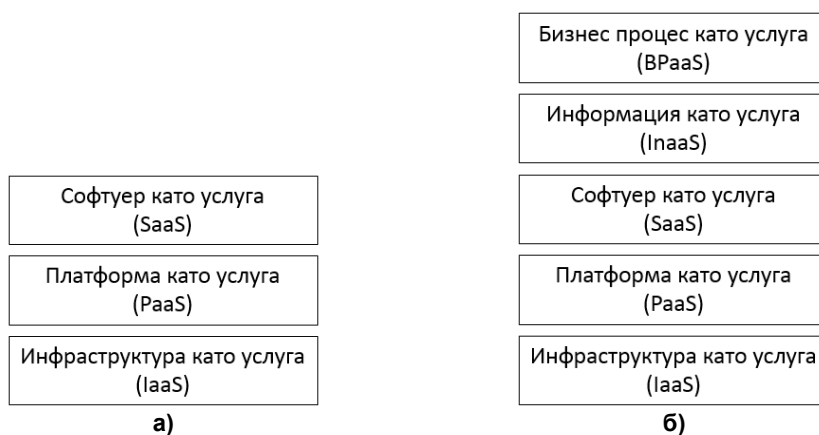 Софтуер като услуга
(SaaS)
Платформа като услуга
(PaaS)
Инфраструктура като услуга
(IaaS)
а)
Бизнес процес като услуга
(BPaaS)
Информация като услуга
(InaaS)
Софтуер като услуга
(SaaS)
Платформа като услуга
(PaaS)
Инфраструктура като услуга
(IaaS)
б)